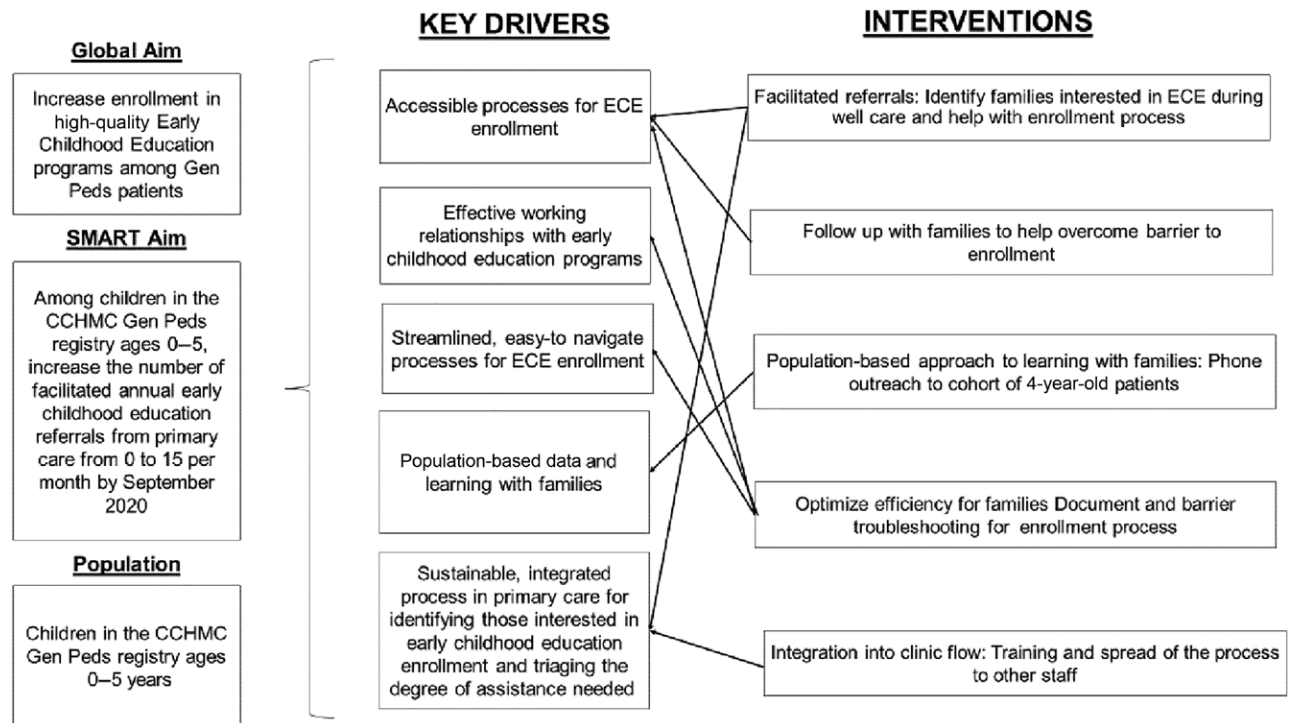 Global Aim
Increase enrollment in
high-quality Early
Childhood Education
programs among Gen
Peds patients
SMART Aim
Among children in the
CCHMC Gen Peds
registry ages 0–5,
increase the number of
facilitated annual early
childhood education
referrals from primary
care from 0 to 15 per
month by September
2020
Population
Children in the CCHMC
Gen Peds registry ages
0–5 years
KEY DRIVERS
Accessible processes for ECE
enrollment
Effective working
relationships with early
childhood education programs
Streamlined, easy-to navigate
processes for ECE enrollment
Population-based data and
learning with families
Sustainable, integrated
process in primary care for
identifying those interested in
early childhood education
enrollment and triaging the
degree of assistance needed
INTERVENTIONS
Facilitated referrals: Identify families interested in ECE during
well care and help with enrollment process
Follow up with families to help overcome barrier to
enrollment
Population-based approach to learning with families: Phone
outreach to cohort of 4-year-old patients
Optimize efficiency for families Document and barrier
troubleshooting for enrollment process
Integration into clinic flow: Training and spread of the process
to other staff